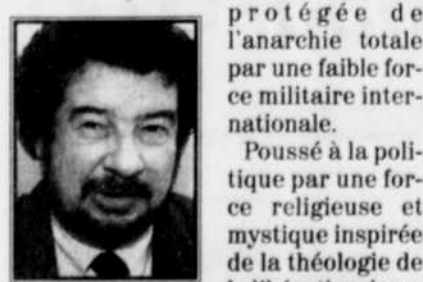 protégée de
l'anarchie totale
par une faible for-
ce militaire inter-
nationale.
Poussé à la poli-
tique par une for-
ce religieuse et
mystique inspirée
de la théologie de